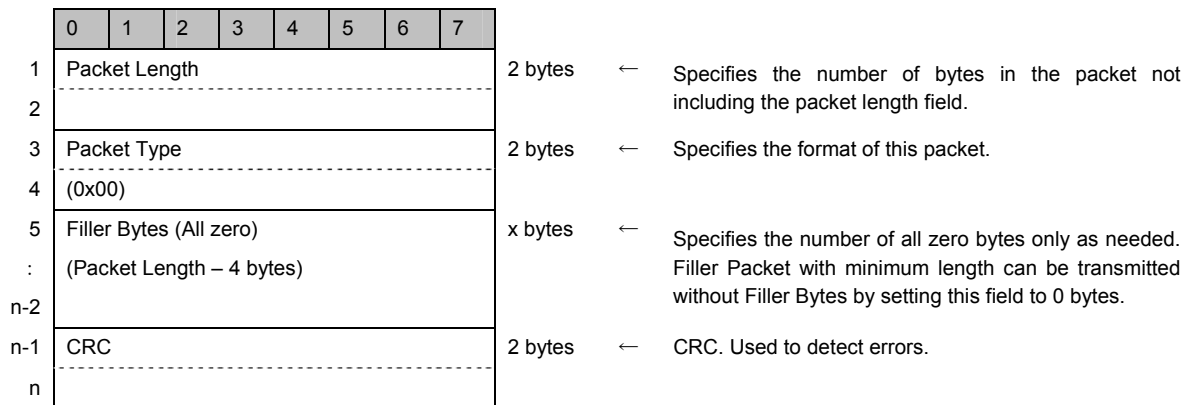 0 1 2 3 4 5 6 7
1 Packet Length 2 bytes ← Specifies the number of bytes in the packet not
2 including the packet length field.
3 Packet Type 2 bytes ← Specifies the format of this packet.
4 (0x00)
5 Filler Bytes (All zero) x bytes ← Specifies the number of all zero bytes only as needed.
: (Packet Length – 4 bytes) Filler Packet with minimum length can be transmitted
n-2 without Filler Bytes by setting this field to 0 bytes.
n-1 CRC 2 bytes ← CRC. Used to detect errors.
n